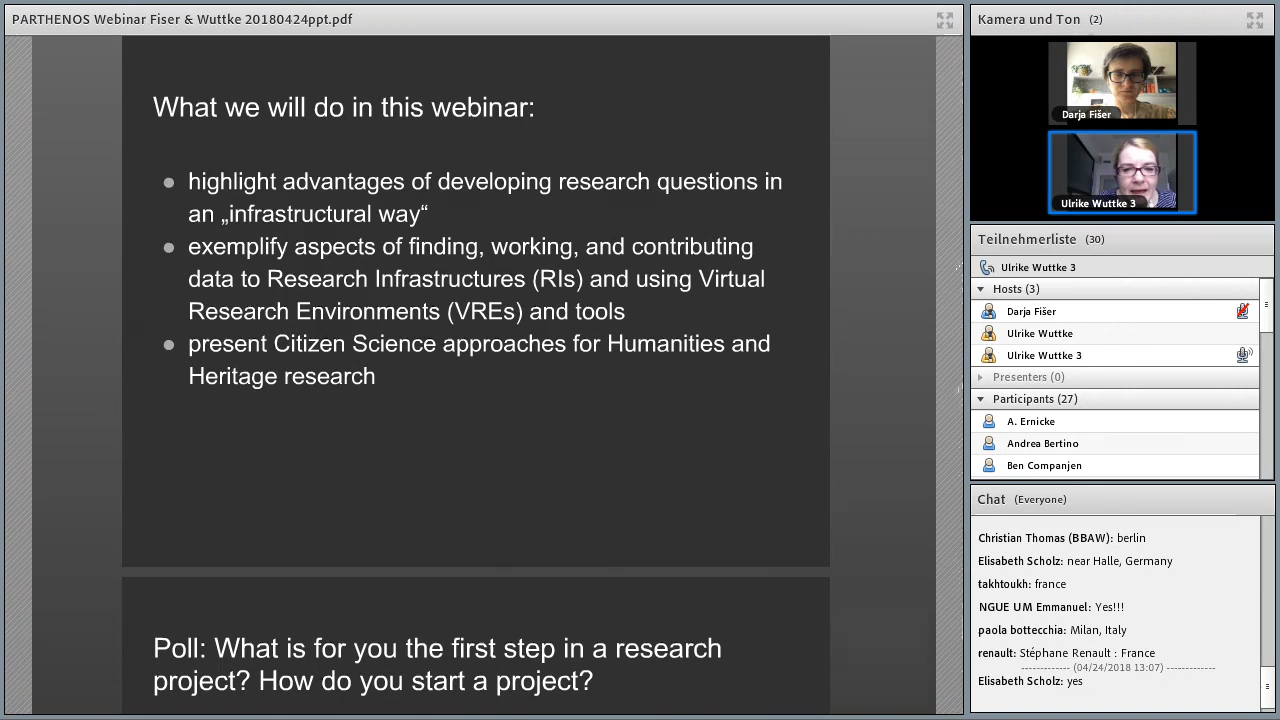 PARTHENOS Webinar Fiser & Wuttke 20180424ppt.pdf
What we will do in this webinar:
highlight advantages of developing research questions in
an „infrastructural way“
exemplify aspects of finding, working, and contributing
data to Research Infrastructures (RIs) and using Virtual
Research Environments (VREs) and tools
present Citizen Science approaches for Humanities and
Heritage research
Poll: What is for you the first step in a research
project? How do you start a project?
Kamera und Ton (2)
Darja Fišer
Ulrike Wuttke 3
Teilnehmerliste (30)
Ulrike Wuttke 3
Hosts (3)
Darja Fišer
Ulrike Wuttke
Ulrike Wuttke 3
Presenters (0)
Participants (27)
A. Ernicke
Andrea Bertino
Ben Companjen
Chat (Everyone)
Christian Thomas (BBAW): berlin
Elisabeth Scholz: near Halle, Germany
takhtoukh: france
NGUE UM Emmanuel: Yes!!!
paola bottecchia: Milan, Italy
renault: Stéphane Renault : France
------------ (04/24/2018 13:07) -------------
Elisabeth Scholz: yes